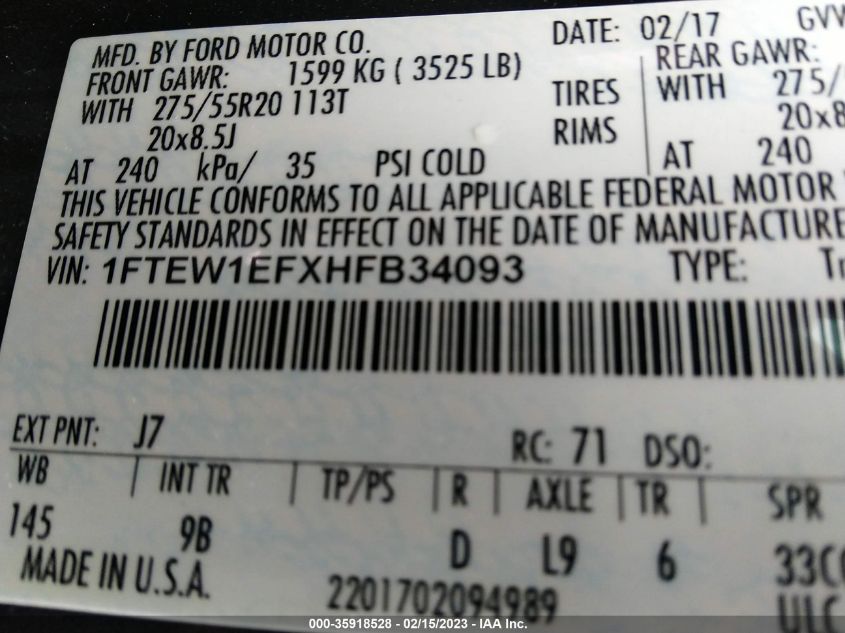 MFD. BY FORD MOTOR CO. DATE: 02/17
FRONT GAWR: 1599 KG ( 3525 LB) REAR GAWR:
WITH 275/55R20 113T TIRES WITH
20x8.5J RIMS
AT 240 kPa/ 35 PSI COLD AT 240
THIS VEHICLE CONFORMS TO ALL APPLICABLE FEDERAL MOTOR
SAFETY STANDARDS IN EFFECT ON THE DATE OF MANUFACTURE
VIN: 1FTEW1EFXHFB34093 TYPE:
EXT PNT: J7 RC: 71 DSO:
WB INT TR TP/PS R AXLE TR SPR
145 9B D L9 6
MADE IN U.S.A. 2201702094989
000-35918528 - 02/15/2023 - IAA Inc.